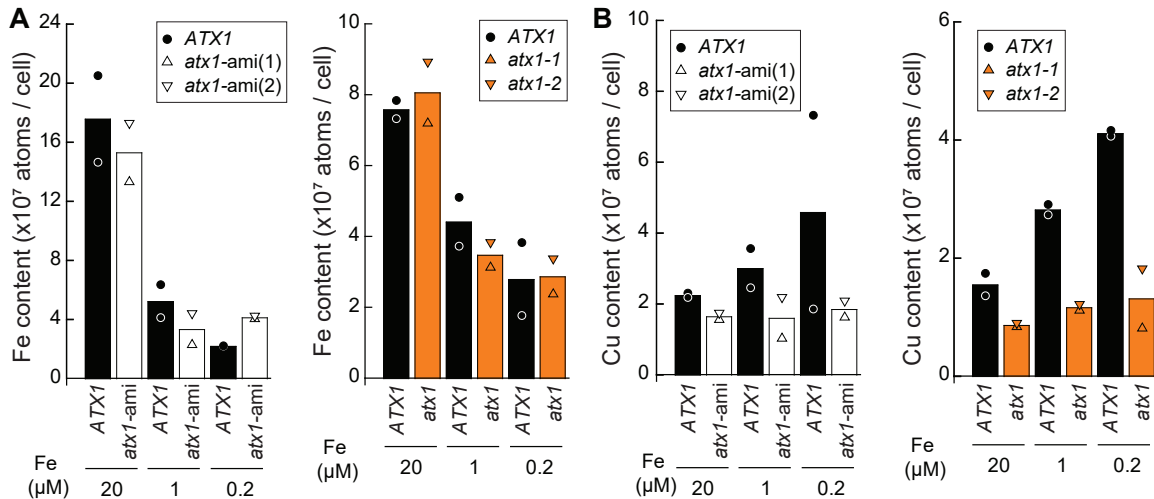 A
Fe content (x10⁷ atoms / cell)
24
20
16
12
8
4
0
ATX1
atx1-ami(1)
atx1-ami(2)
ATX1
atx1-ami
ATX1
atx1-ami
ATX1
atx1-ami
Fe
(µM)
20
1
0.2
Fe content (x10⁷ atoms / cell)
10
8
6
4
2
0
ATX1
atx1-1
atx1-2
ATX1
atx1
ATX1
atx1
ATX1
atx1
Fe
(µM)
20
1
0.2
B
Cu content (x10⁷ atoms / cell)
10
8
6
4
2
0
ATX1
atx1-ami(1)
atx1-ami(2)
ATX1
atx1-ami
ATX1
atx1-ami
ATX1
atx1-ami
Fe
(µM)
20
1
0.2
Cu content (x10⁷ atoms / cell)
6
4
2
0
ATX1
atx1-1
atx1-2
ATX1
atx1
ATX1
atx1
ATX1
atx1
Fe
(µM)
20
1
0.2